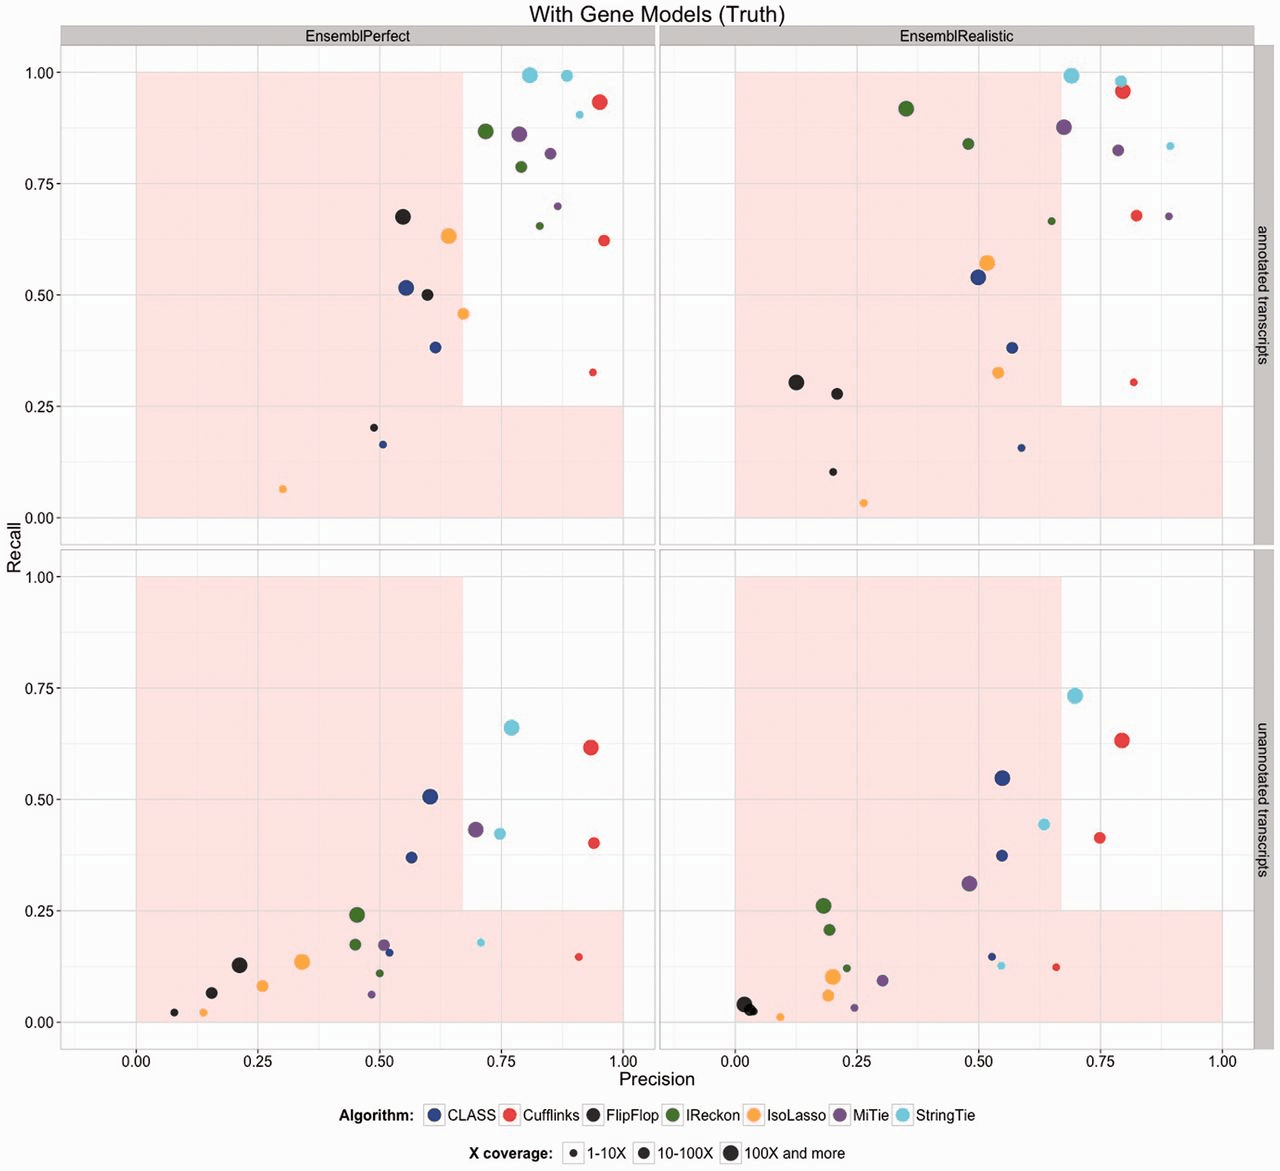 With Gene Models (Truth)
EnsemblPerfect
EnsemblRealistic
1.00
0.75
0.50
0.25
0.00
annotated transcripts
Recall
1.00
0.75
0.50
0.25
0.00
unannotated transcripts
0.00 0.25 0.50 0.75 1.00
0.00 0.25 0.50 0.75 1.00
Precision
Algorithm: CLASS Cufflinks FlipFlop IReckon IsoLasso MiTie StringTie
X coverage: 1-10X 10-100X 100X and more